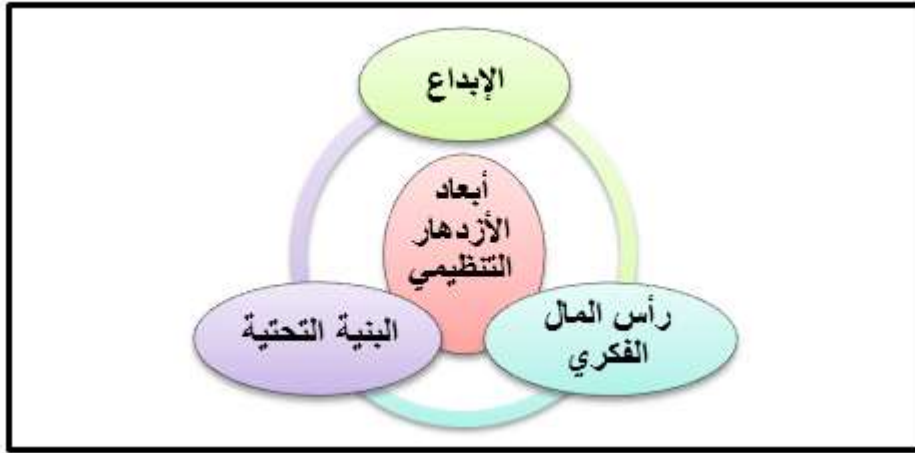 الإبداع
أبعاد
الأزدهار
التنظيمي
رأس المال
الفكري
البنية التحتية